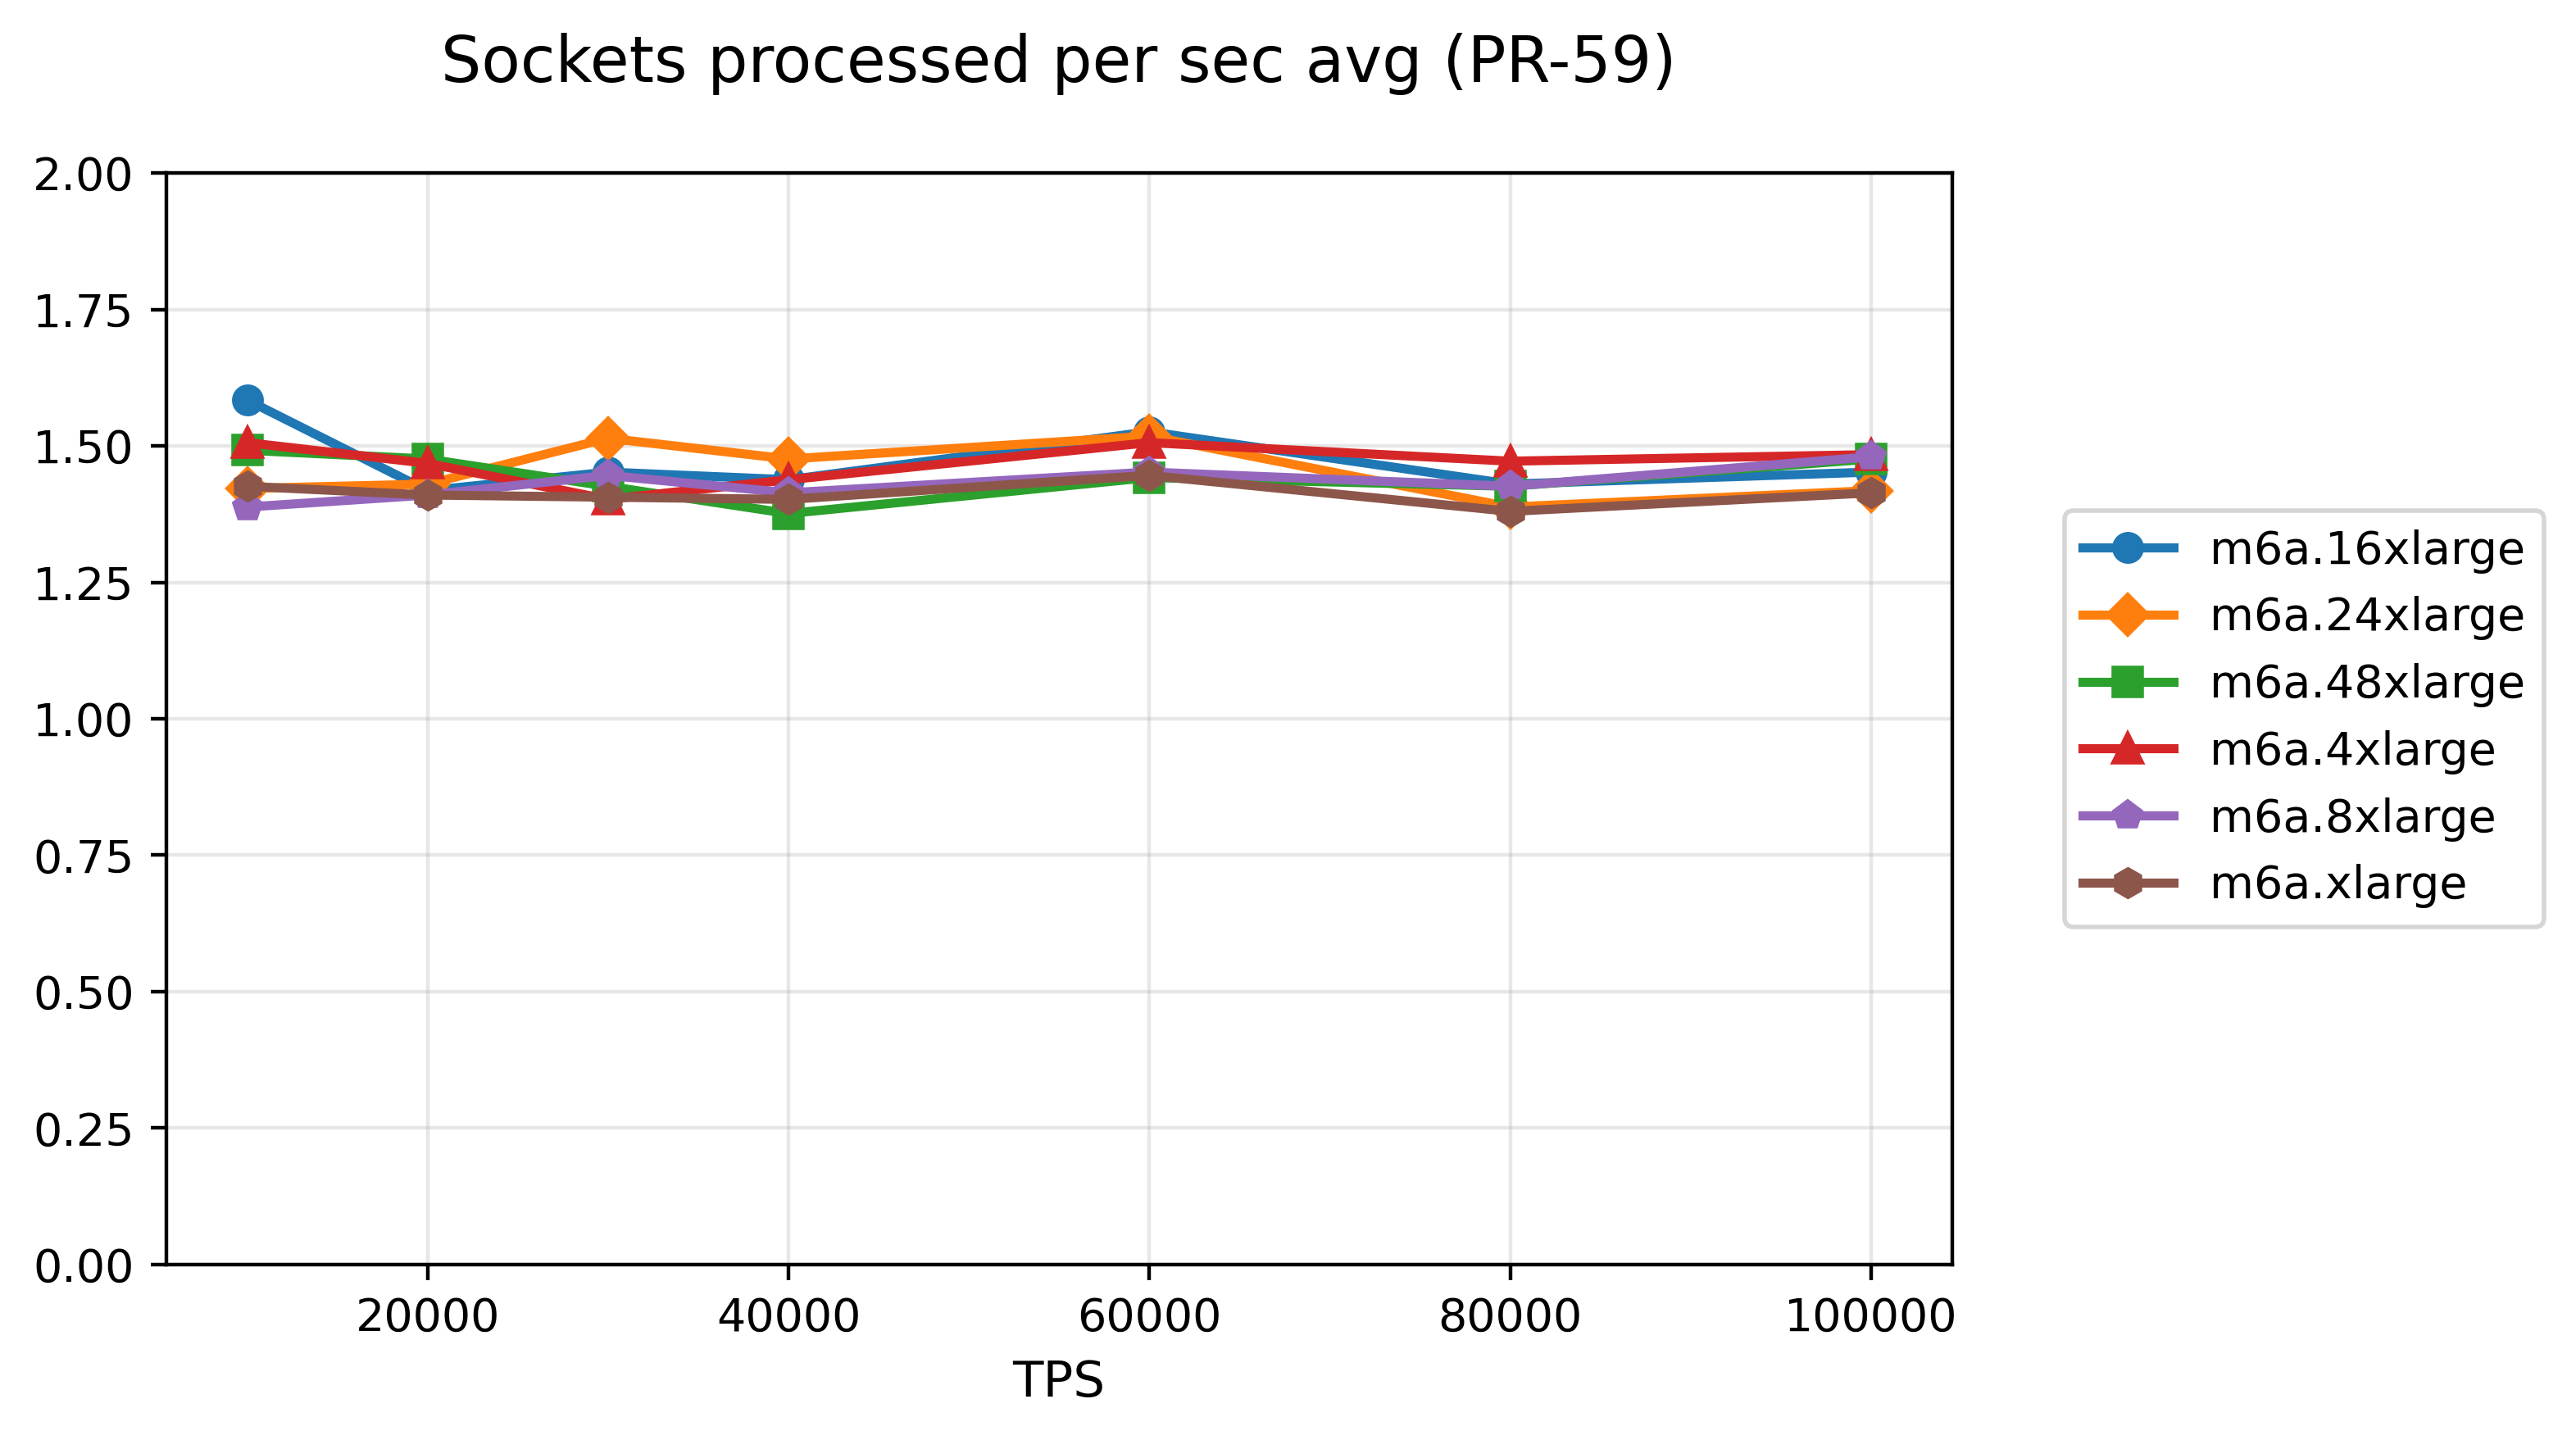 Sockets processed per sec avg (PR-59)
2.00
1.75
1.50
1.25
1.00
0.75
0.50
0.25
0.00
20000 40000 60000 80000 100000
TPS
m6a.16xlarge
m6a.24xlarge
m6a.48xlarge
m6a.4xlarge
m6a.8xlarge
m6a.xlarge